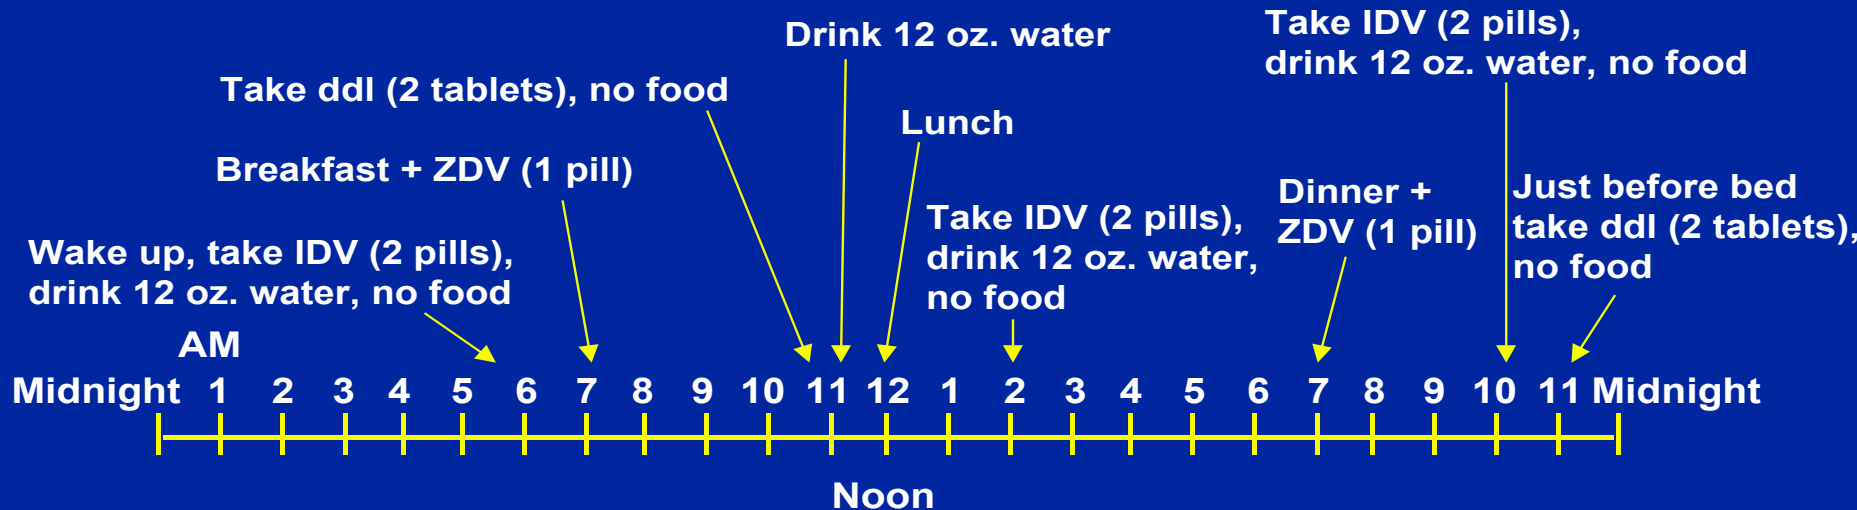 Drink 12 oz. water
Take IDV (2 pills),
drink 12 oz. water, no food
Take ddI (2 tablets), no food
Lunch
Breakfast + ZDV (1 pill)
Take IDV (2 pills),
drink 12 oz. water,
no food
Dinner +
ZDV (1 pill)
Just before bed
take ddI (2 tablets),
no food
Wake up, take IDV (2 pills),
drink 12 oz. water, no food
AM
Midnight 1 2 3 4 5 6 7 8 9 10 11 12 1 2 3 4 5 6 7 8 9 10 11 Midnight
Noon